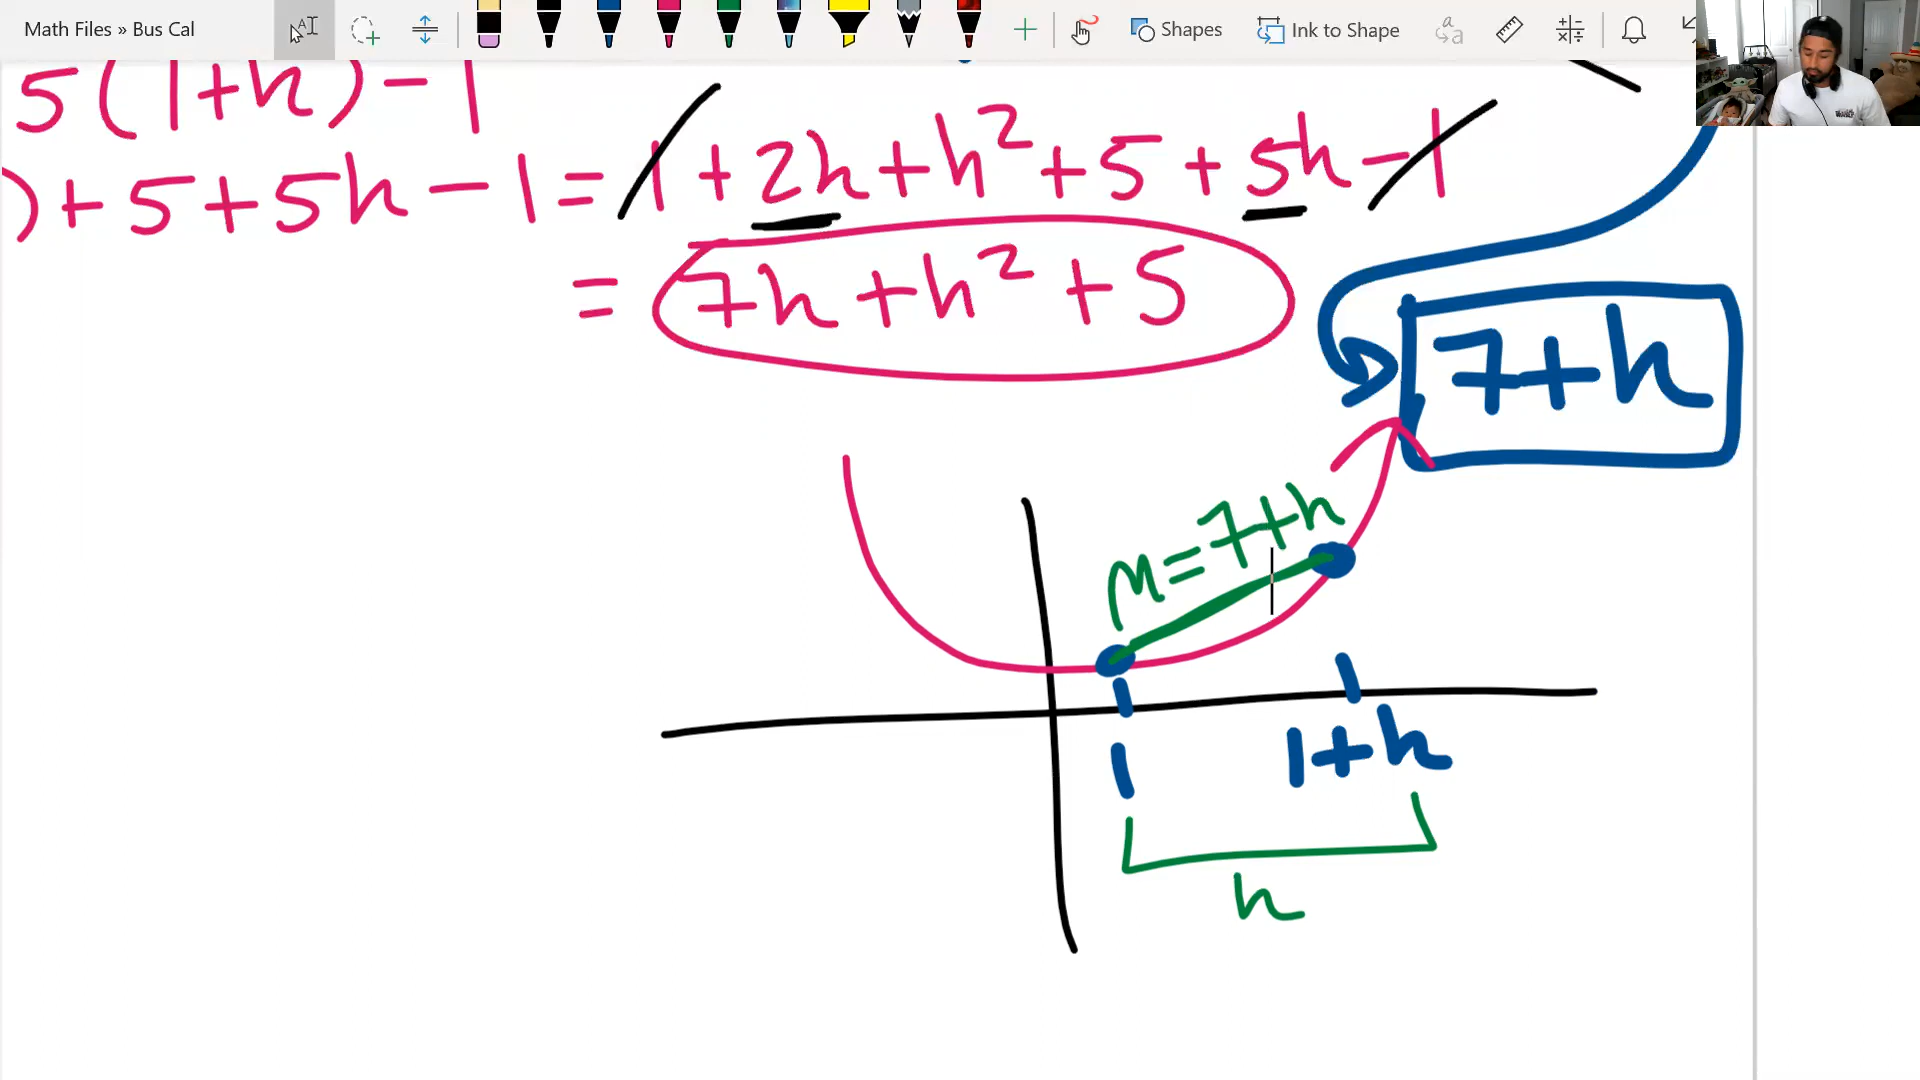 Math Files » Bus Cal
Shapes
Ink to Shape
5(1+h)-1
)+5+5h-1=1+2h+h²+5+5h-1
=7h+h²+5
7+h
M=7+h
1
1+h
h